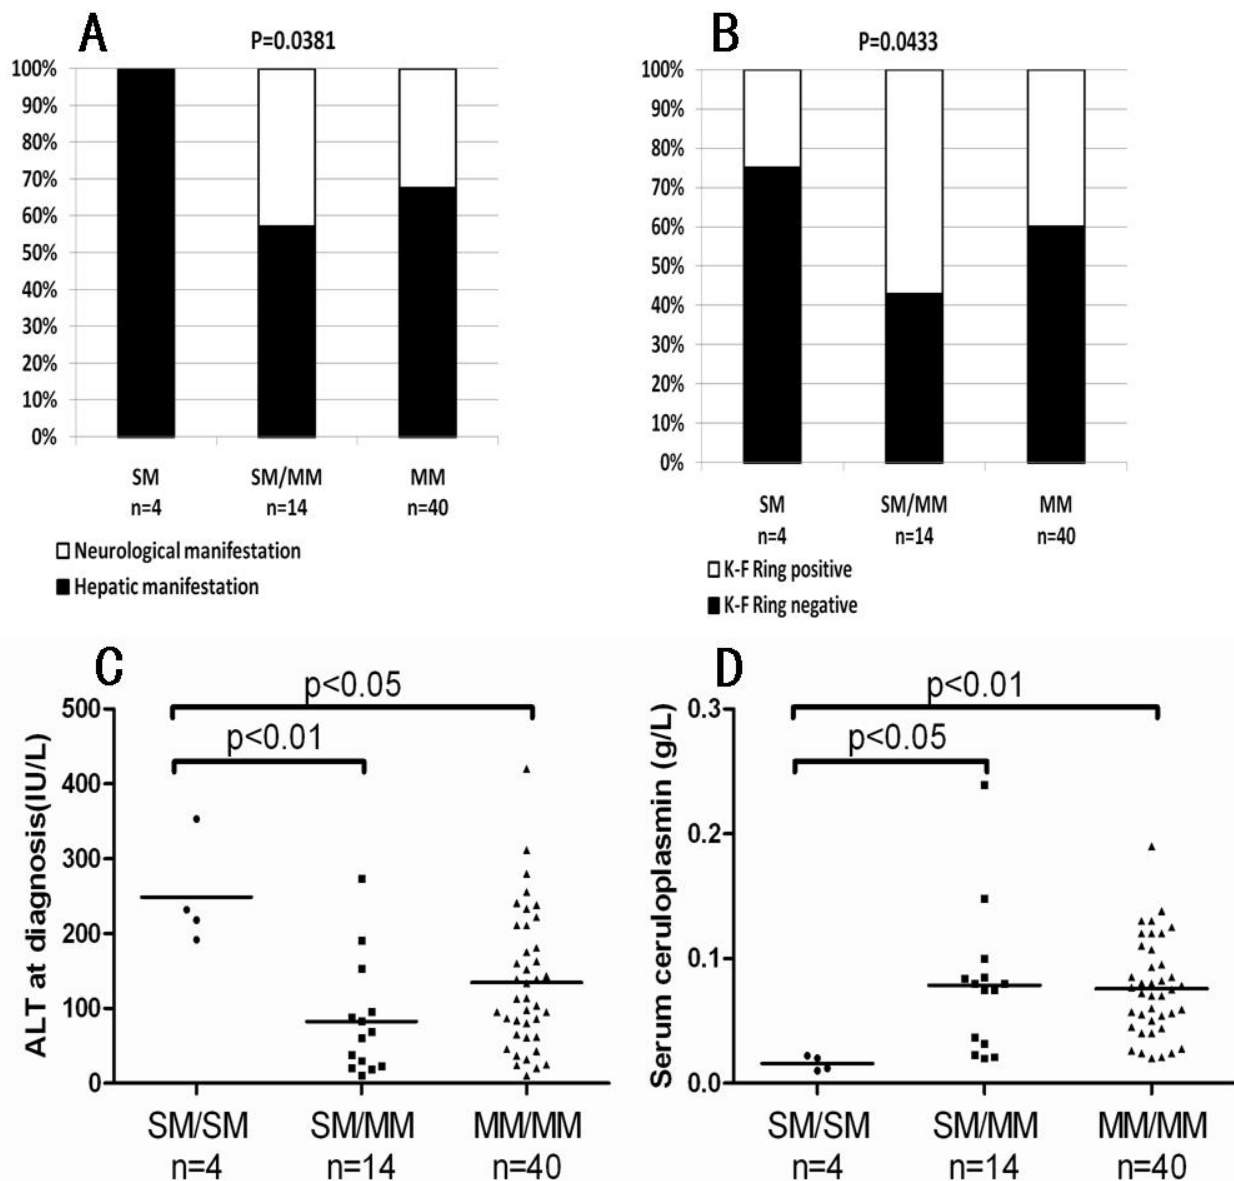 A
P=0.0381
100%
90%
80%
70%
60%
50%
40%
30%
20%
10%
0%
SM
n=4
SM/MM
n=14
MM
n=40
Neurological manifestation
Hepatic manifestation
B
P=0.0433
100%
90%
80%
70%
60%
50%
40%
30%
20%
10%
0%
SM
n=4
SM/MM
n=14
MM
n=40
K-F Ring positive
K-F Ring negative
C
p<0.05
p<0.01
ALT at diagnosis(IU/L)
500
400
300
200
100
0
SM/SM
n=4
SM/MM
n=14
MM/MM
n=40
D
p<0.01
p<0.05
Serum ceruloplasmin (g/L)
0.3
0.2
0.1
0.0
SM/SM
n=4
SM/MM
n=14
MM/MM
n=40